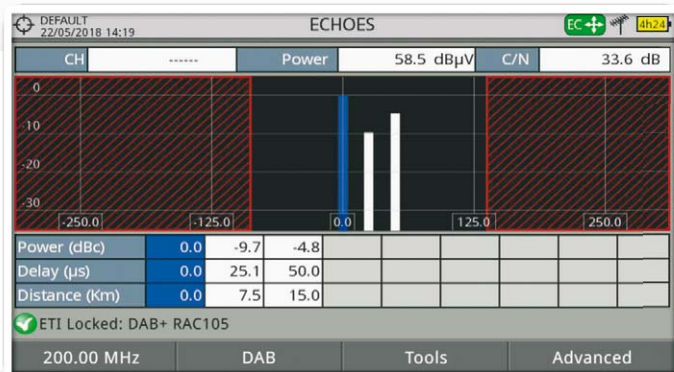 DEFAULT
22/05/2018 14:19
ECHOES
EC
4h24
CH ------ Power 58.5 dBµV C/N 33.6 dB
0
-10
-20
-30
-250.0 -125.0 0.0 125.0 250.0
Power (dBc) 0.0 -9.7 -4.8
Delay (µs) 0.0 25.1 50.0
Distance (Km) 0.0 7.5 15.0
ETI Locked: DAB+ RAC105
200.00 MHz DAB Tools Advanced